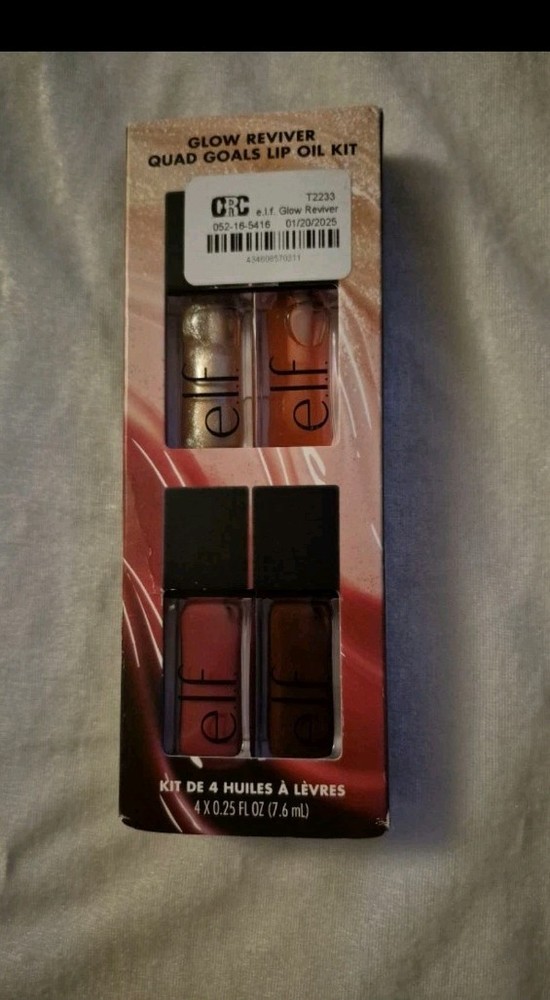 GLOW REVIVER
QUAD GOALS LIP OIL KIT
CRC
T2233
e.l.f. Glow Reviver
052-16-5416 01/20/2025
e.l.f.
e.l.f.
e.l.f.
e.l.f.
KIT DE 4 HUILES À LÈVRES
4 X 0.25 FL OZ (7.6 mL)